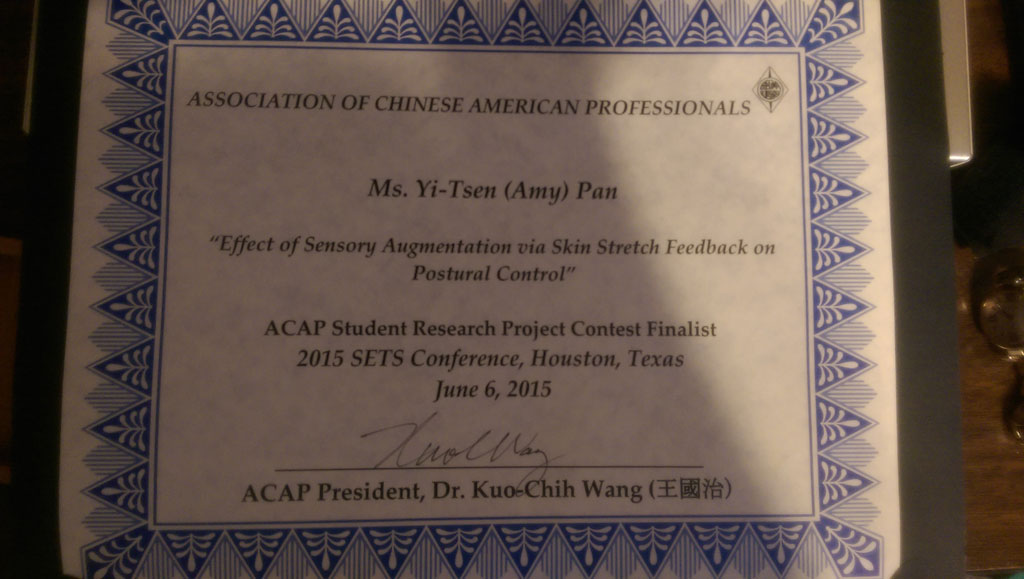 ASSOCIATION OF CHINESE AMERICAN PROFESSIONALS
Ms. Yi-Tsen (Amy) Pan
“Effect of Sensory Augmentation via Skin Stretch Feedback on
Postural Control”
ACAP Student Research Project Contest Finalist
2015 SETS Conference, Houston, Texas
June 6, 2015
ACAP President, Dr. Kuo-Chih Wang (王國治)